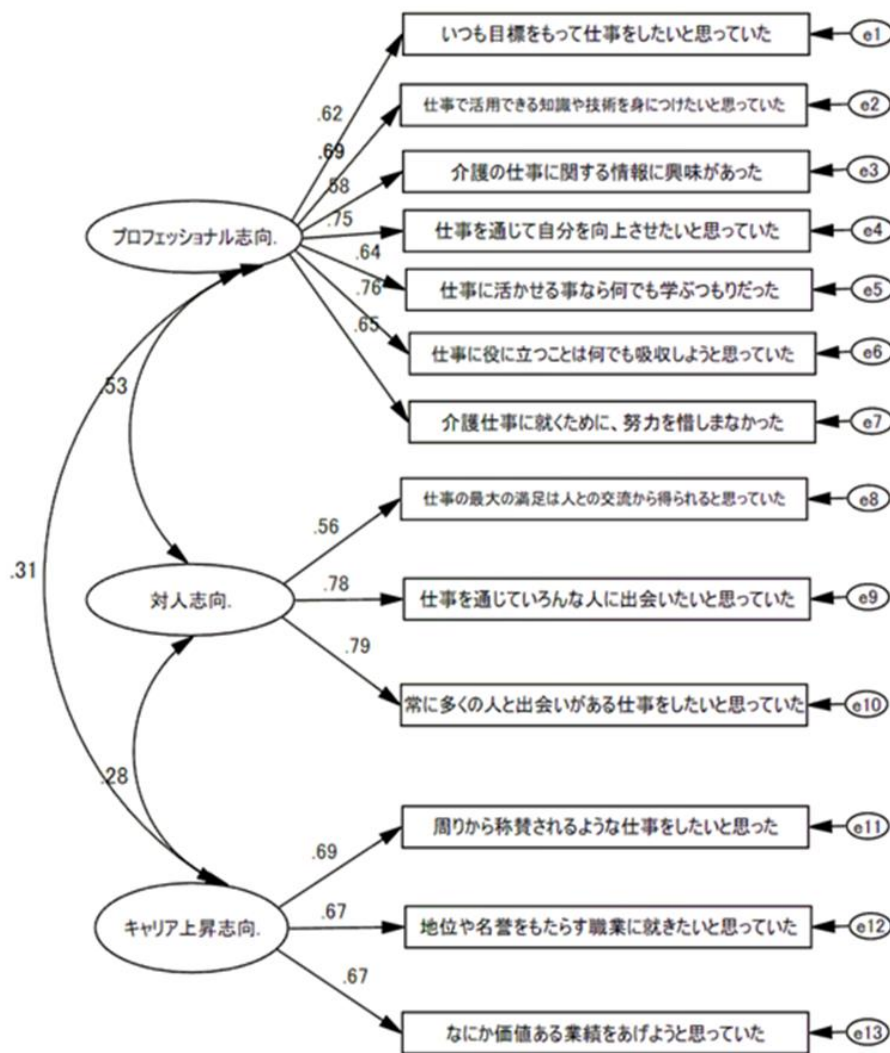 いつも目標をもって仕事をしたいと思っていた
e1
.62
仕事で活用できる知識や技術を身につけたいと思っていた
e2
.69
介護の仕事に関する情報に興味があった
e3
.58
プロフェッショナル志向.
.75
仕事を通じて自分を向上させたいと思っていた
e4
.64
仕事に活かせる事なら何でも学ぶつもりだった
e5
.76
仕事に役に立つことは何でも吸収しようと思っていた
e6
.65
介護仕事に就くために、努力を惜しまなかった
e7
.53
仕事の最大の満足は人との交流から得られると思っていた
e8
.56
.31
対人志向.
.78
仕事を通じていろんな人に出会いたいと思っていた
e9
.79
常に多くの人と出会いがある仕事をしたいと思っていた
e10
.28
周りから称賛されるような仕事をしたいと思った
e11
.69
キャリア上昇志向.
.67
地位や名誉をもたらす職業に就きたいと思っていた
e12
.67
なにか価値ある業績をあげようと思っていた
e13